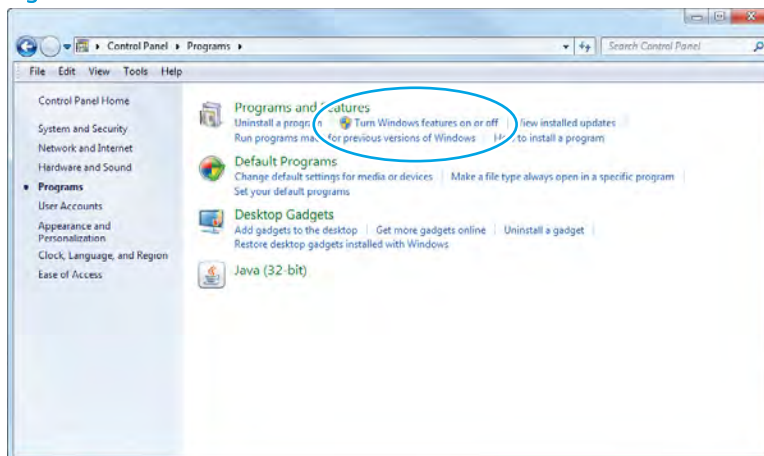 Control Panel ▸ Programs ▸
Search Control Panel
File Edit View Tools Help
Control Panel Home
System and Security
Network and Internet
Hardware and Sound
Programs
User Accounts
Appearance and
Personalization
Clock, Language, and Region
Ease of Access
Programs and Features
Uninstall a program Turn Windows features on or off View installed updates
Run programs made for previous versions of Windows How to install a program
Default Programs
Change default settings for media or devices Make a file type always open in a specific program
Set your default programs
Desktop Gadgets
Add gadgets to the desktop Get more gadgets online Uninstall a gadget
Restore desktop gadgets installed with Windows
Java (32-bit)